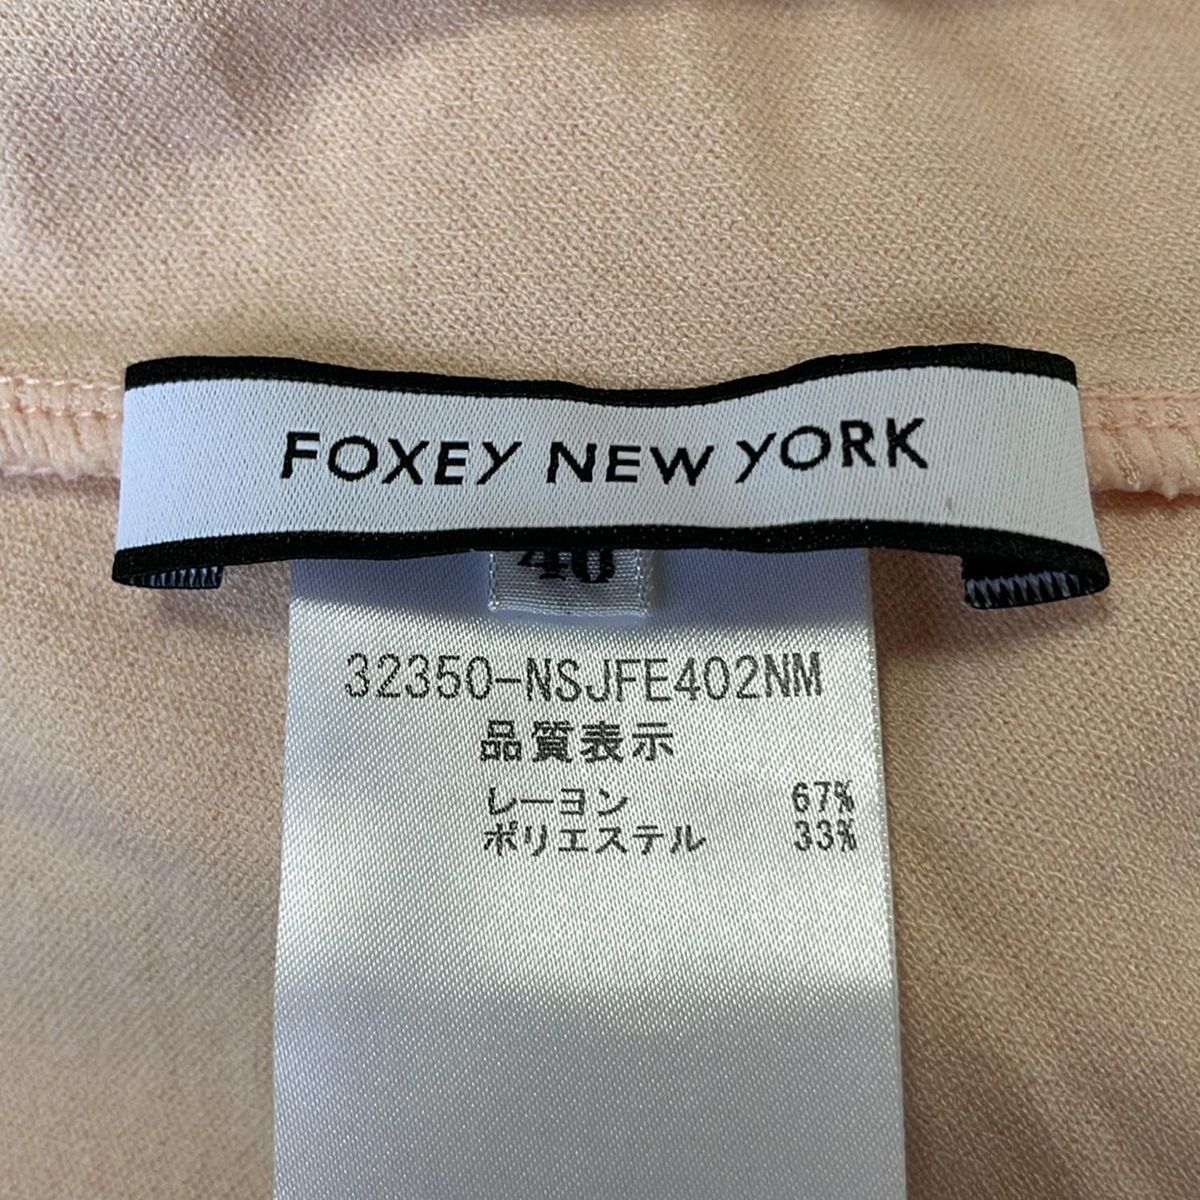 FOXEY NEW YORK
40
32350-NSJFE402NM
品質表示
レーヨン 67%
ポリエステル 33%